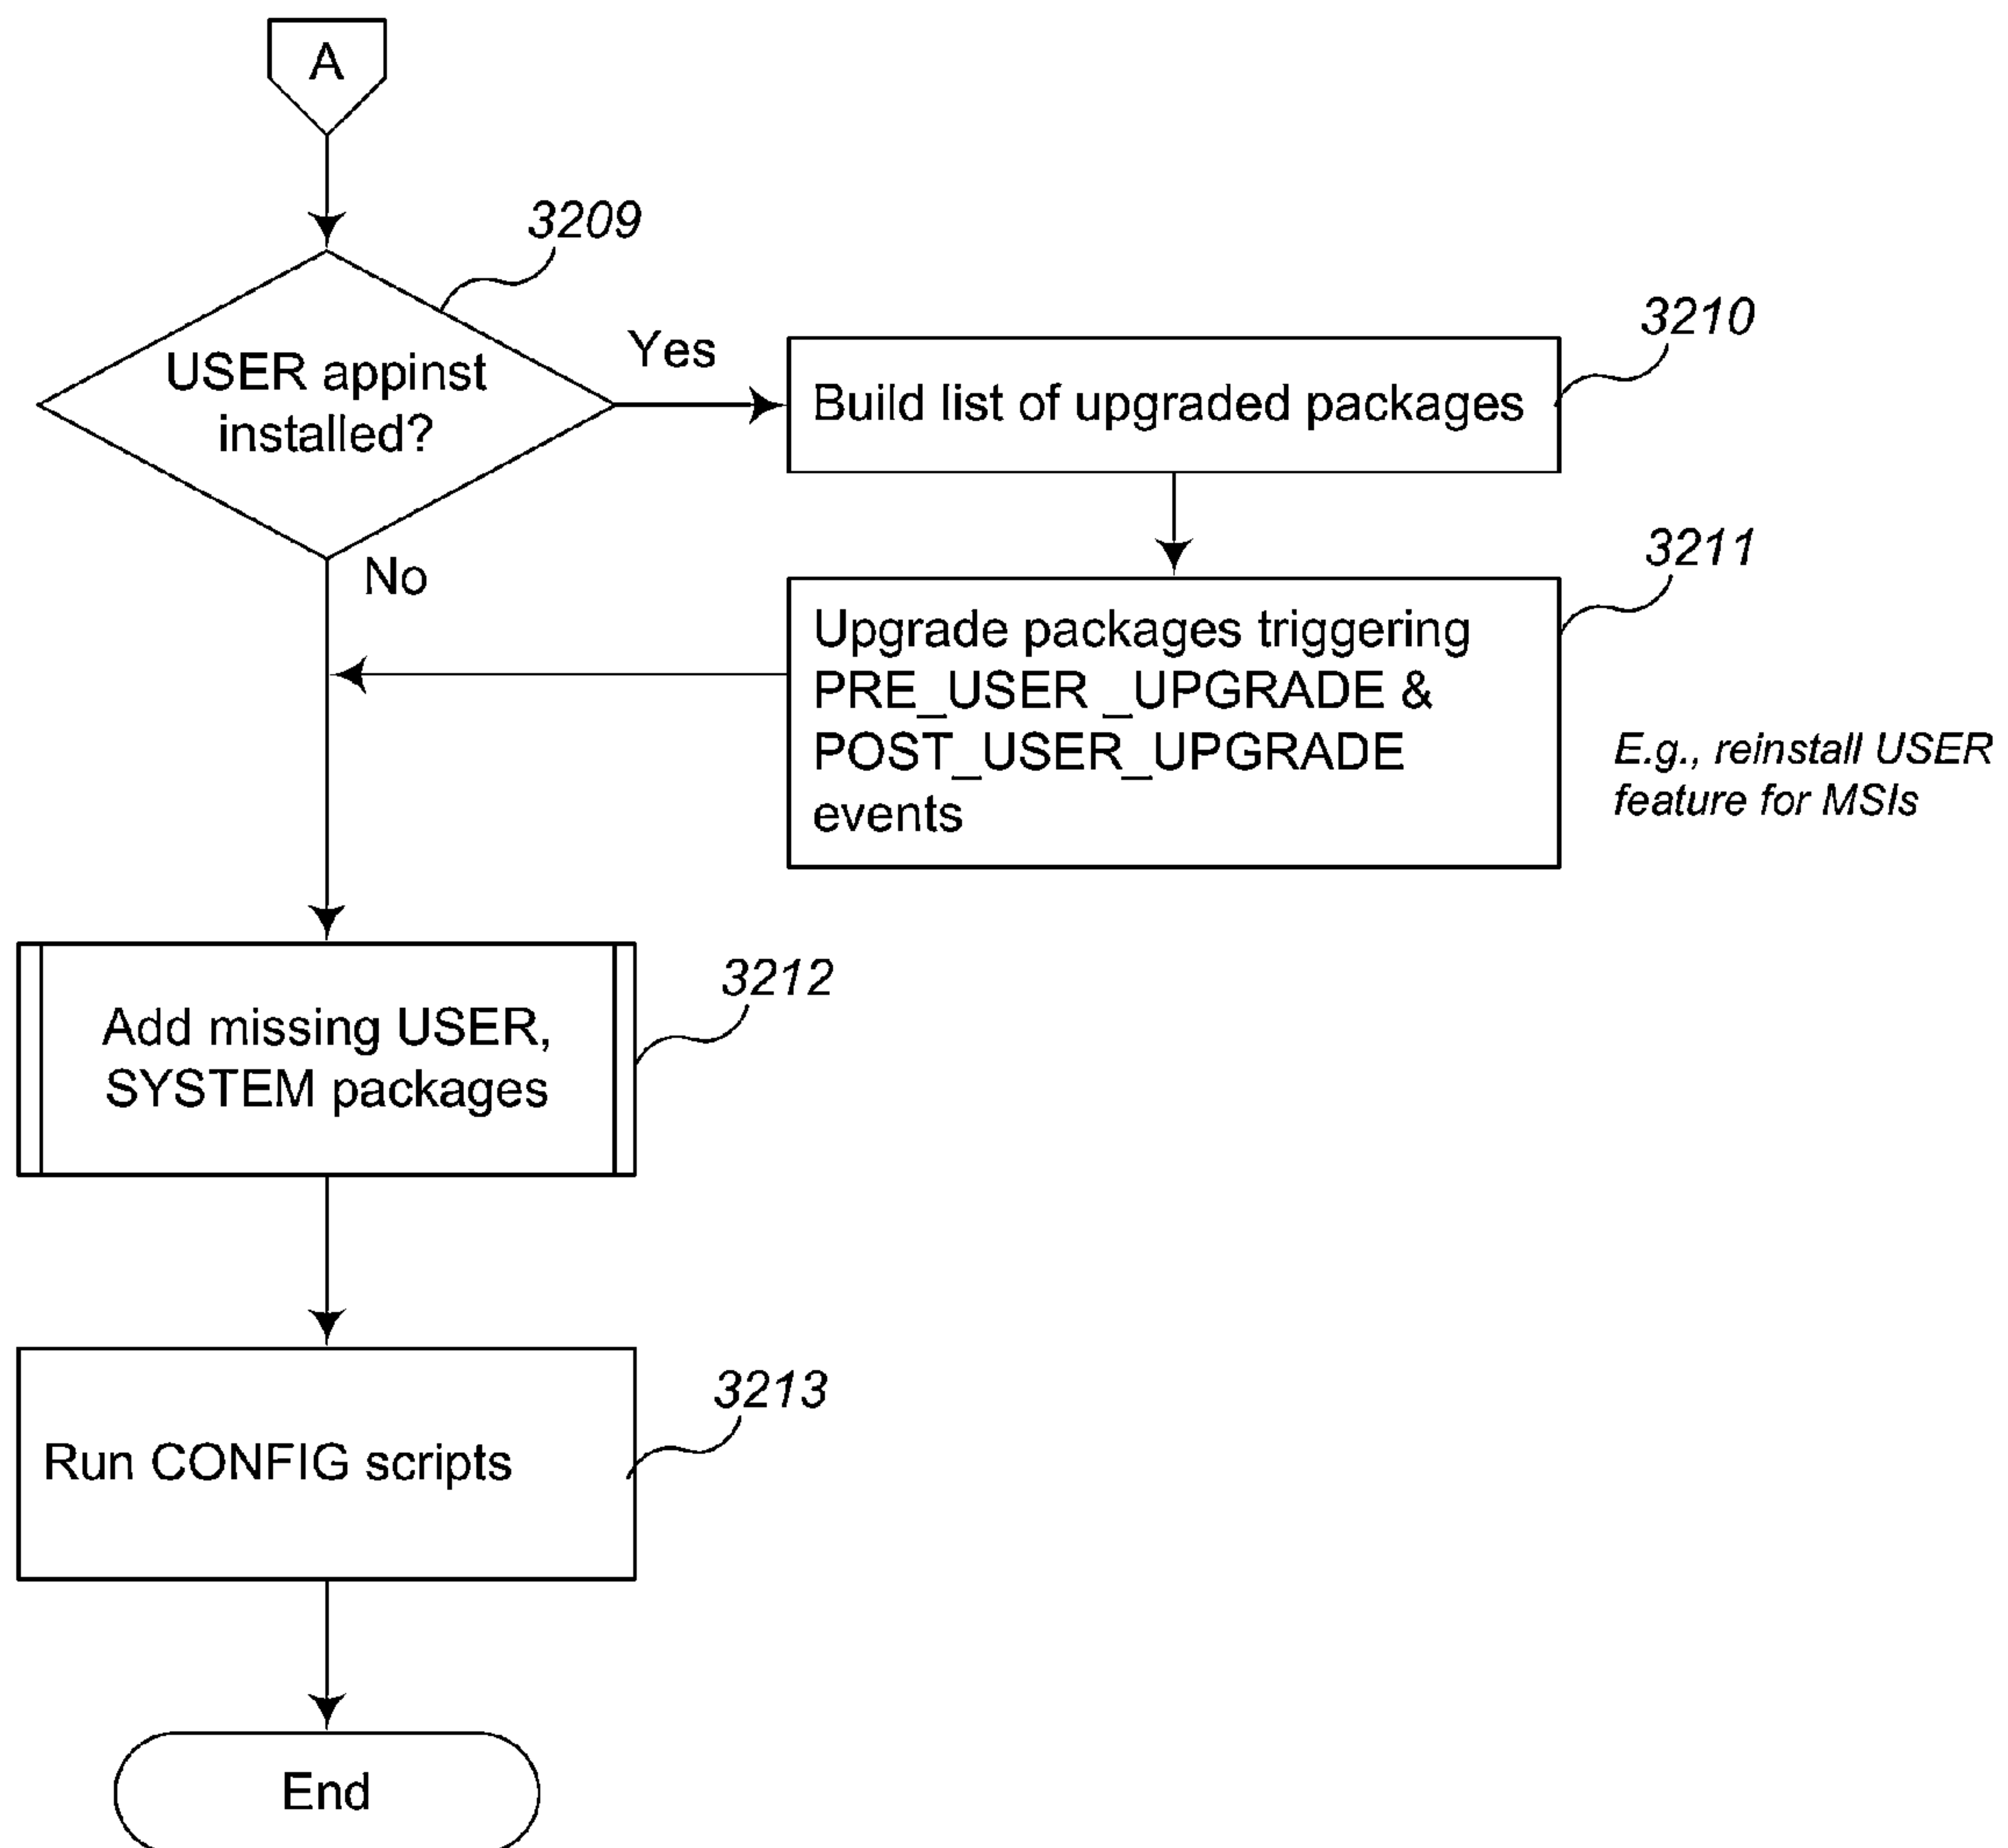 A
3209
USER appinst
installed?
Yes
3210
Build list of upgraded packages
No
3211
Upgrade packages triggering
PRE_USER _UPGRADE &
POST_USER_UPGRADE
events
E.g., reinstall USER
feature for MSIs
3212
Add missing USER,
SYSTEM packages
3213
Run CONFIG scripts
End